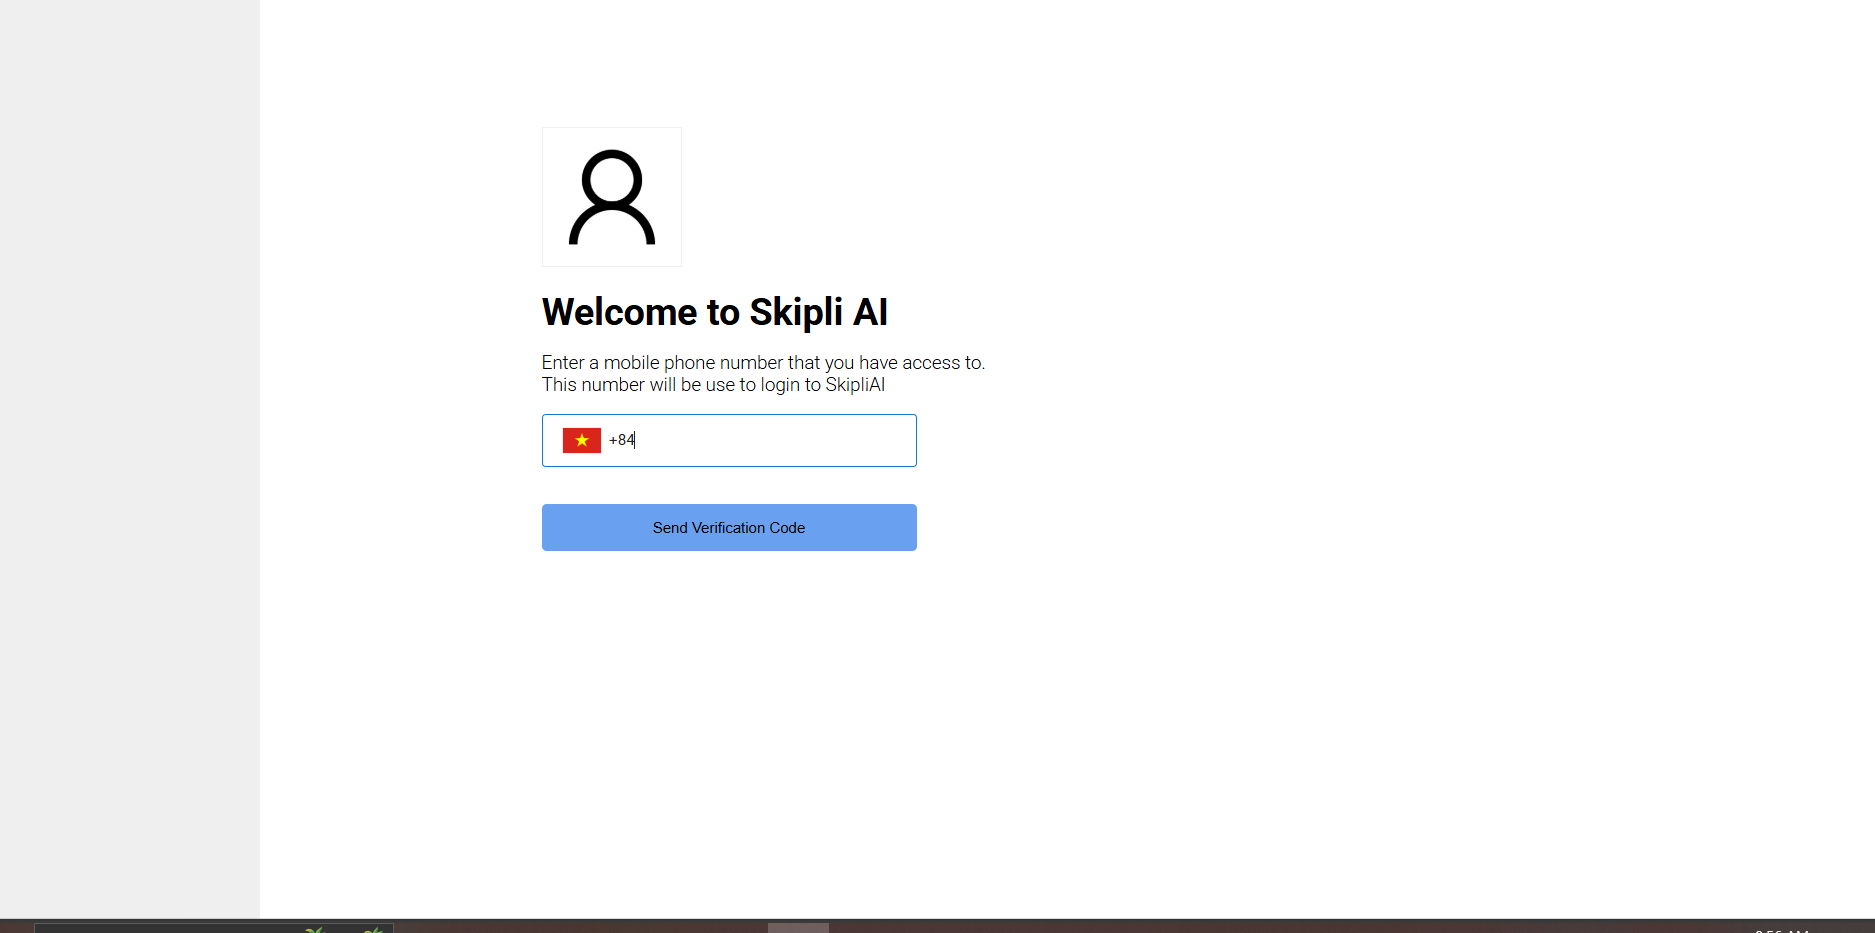 Welcome to Skipli AI
Enter a mobile phone number that you have access to.
This number will be use to login to SkipliAI
+84
Send Verification Code